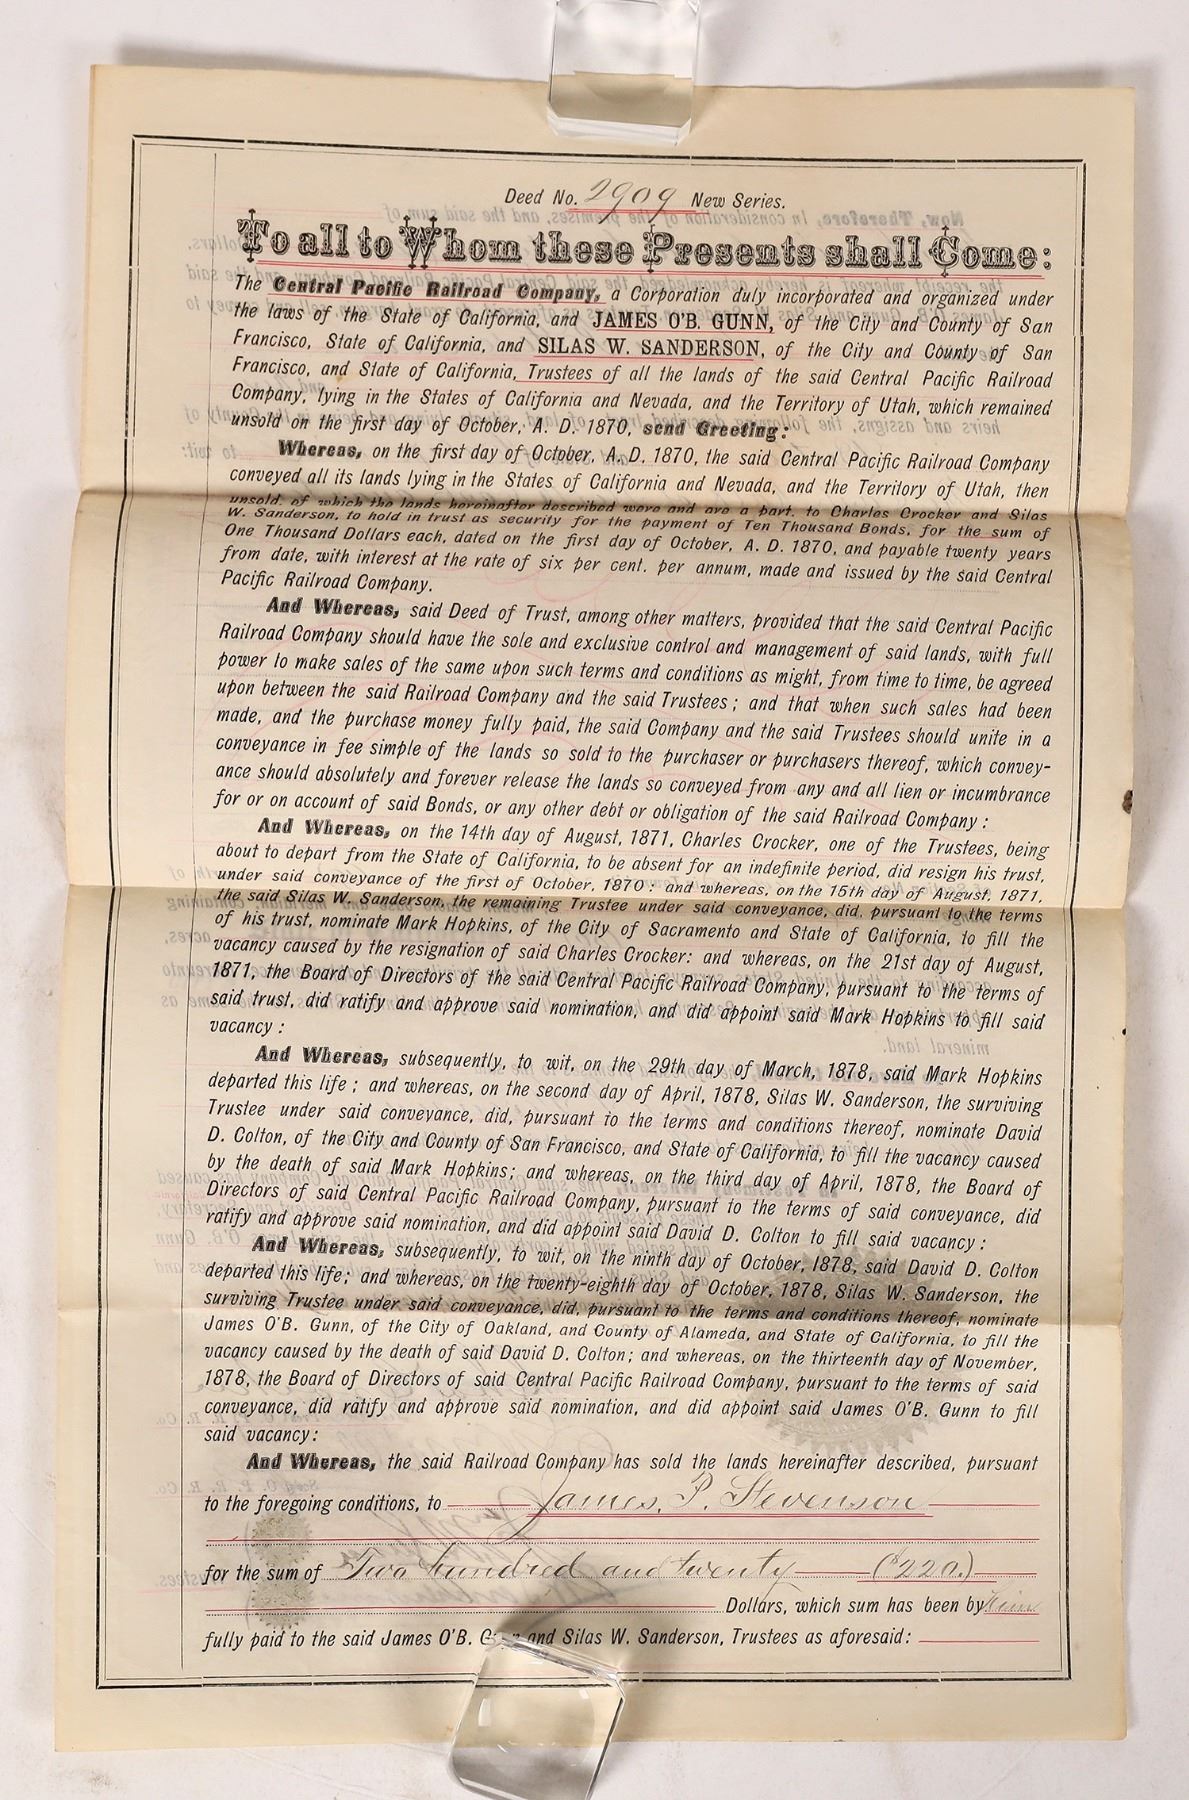 Deed No. 2909 New Series.
To all to Whom these Presents shall Come:
The Central Pacific Railroad Company, a Corporation duly incorporated and organized under
the laws of the State of California, and JAMES O'B. GUNN, of the City and County of San
Francisco, State of California, and SILAS W. SANDERSON, of the City and County of San
Francisco, and State of California, Trustees of all the lands of the said Central Pacific Railroad
Company, lying in the States of California and Nevada, and the Territory of Utah, which remained
unsold on the first day of October, A. D. 1870, send Greeting:
Whereas, on the first day of October, A. D. 1870, the said Central Pacific Railroad Company
conveyed all its lands lying in the States of California and Nevada, and the Territory of Utah, then
unsold, of which the lands hereinafter described were and are a part, to Charles Crocker and Silas
W. Sanderson, to hold in trust as security for the payment of Ten Thousand Bonds, for the sum of
One Thousand Dollars each, dated on the first day of October, A. D. 1870, and payable twenty years
from date, with interest at the rate of six per cent. per annum, made and issued by the said Central
Pacific Railroad Company.
And Whereas, said Deed of Trust, among other matters, provided that the said Central Pacific
Railroad Company should have the sole and exclusive control and management of said lands, with full
power to make sales of the same upon such terms and conditions as might, from time to time, be agreed
upon between the said Railroad Company and the said Trustees; and that when such sales had been
made, and the purchase money fully paid, the said Company and the said Trustees should unite in a
conveyance in fee simple of the lands so sold to the purchaser or purchasers thereof, which convey-
ance should absolutely and forever release the lands so conveyed from any and all lien or incumbrance
for or on account of said Bonds, or any other debt or obligation of the said Railroad Company:
And Whereas, on the 14th day of August, 1871, Charles Crocker, one of the Trustees, being
about to depart from the State of California, to be absent for an indefinite period, did resign his trust,
under said conveyance of the first of October, 1870: and whereas, on the 15th day of August, 1871,
the said Silas W. Sanderson, the remaining Trustee under said conveyance, did, pursuant to the terms
of his trust, nominate Mark Hopkins, of the City of Sacramento and State of California, to fill the
vacancy caused by the resignation of said Charles Crocker: and whereas, on the 21st day of August,
1871, the Board of Directors of the said Central Pacific Railroad Company, pursuant to the terms of
said trust, did ratify and approve said nomination, and did appoint said Mark Hopkins to fill said
vacancy:
And Whereas, subsequently, to wit, on the 29th day of March, 1878, said Mark Hopkins
departed this life; and whereas, on the second day of April, 1878, Silas W. Sanderson, the surviving
Trustee under said conveyance, did, pursuant to the terms and conditions thereof, nominate David
D. Colton, of the City and County of San Francisco, and State of California, to fill the vacancy caused
by the death of said Mark Hopkins; and whereas, on the third day of April, 1878, the Board of
Directors of said Central Pacific Railroad Company, pursuant to the terms of said conveyance, did
ratify and approve said nomination, and did appoint said David D. Colton to fill said vacancy:
And Whereas, subsequently, to wit, on the ninth day of October, 1878, said David D. Colton
departed this life; and whereas, on the twenty-eighth day of October, 1878, Silas W. Sanderson, the
surviving Trustee under said conveyance, did, pursuant to the terms and conditions thereof, nominate
James O'B. Gunn, of the City of Oakland, and County of Alameda, and State of California, to fill the
vacancy caused by the death of said David D. Colton; and whereas, on the thirteenth day of November,
1878, the Board of Directors of said Central Pacific Railroad Company, pursuant to the terms of said
conveyance, did ratify and approve said nomination, and did appoint said James O'B. Gunn to fill
said vacancy:
And Whereas, the said Railroad Company has sold the lands hereinafter described, pursuant
to the foregoing conditions, to James. P. Stevenson
for the sum of Two hundred and twenty ($220.)
Dollars, which sum has been by him
fully paid to the said James O'B. Gunn and Silas W. Sanderson, Trustees as aforesaid: